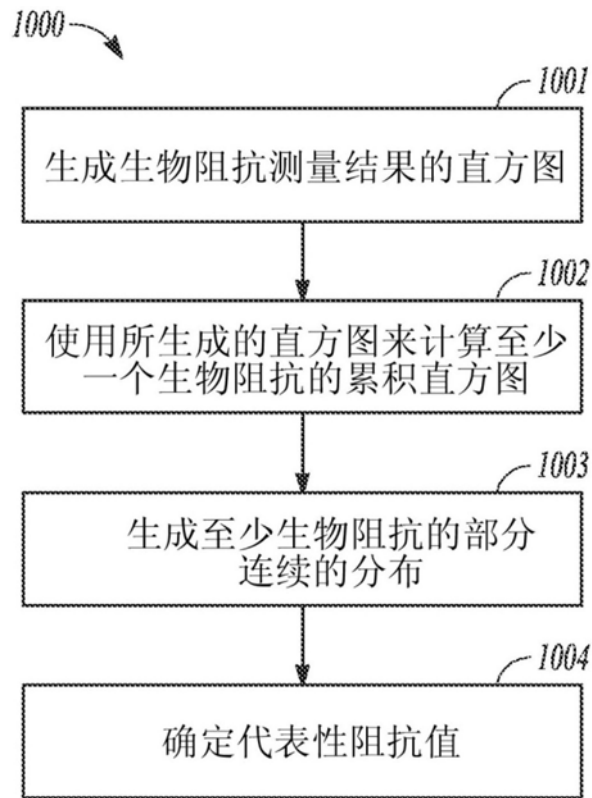 1000
1001
生成生物阻抗测量结果的直方图
1002
使用所生成的直方图来计算至少
一个生物阻抗的累积直方图
1003
生成至少生物阻抗的部分
连续的分布
1004
确定代表性阻抗值